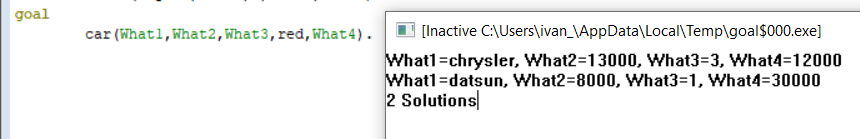 goal
car(What1,What2,What3,red,What4).
[Inactive C:\Users\ivan_\AppData\Local\Temp\goal$000.exe]
What1=chrysler, What2=13000, What3=3, What4=12000
What1=datsun, What2=8000, What3=1, What4=30000
2 Solutions